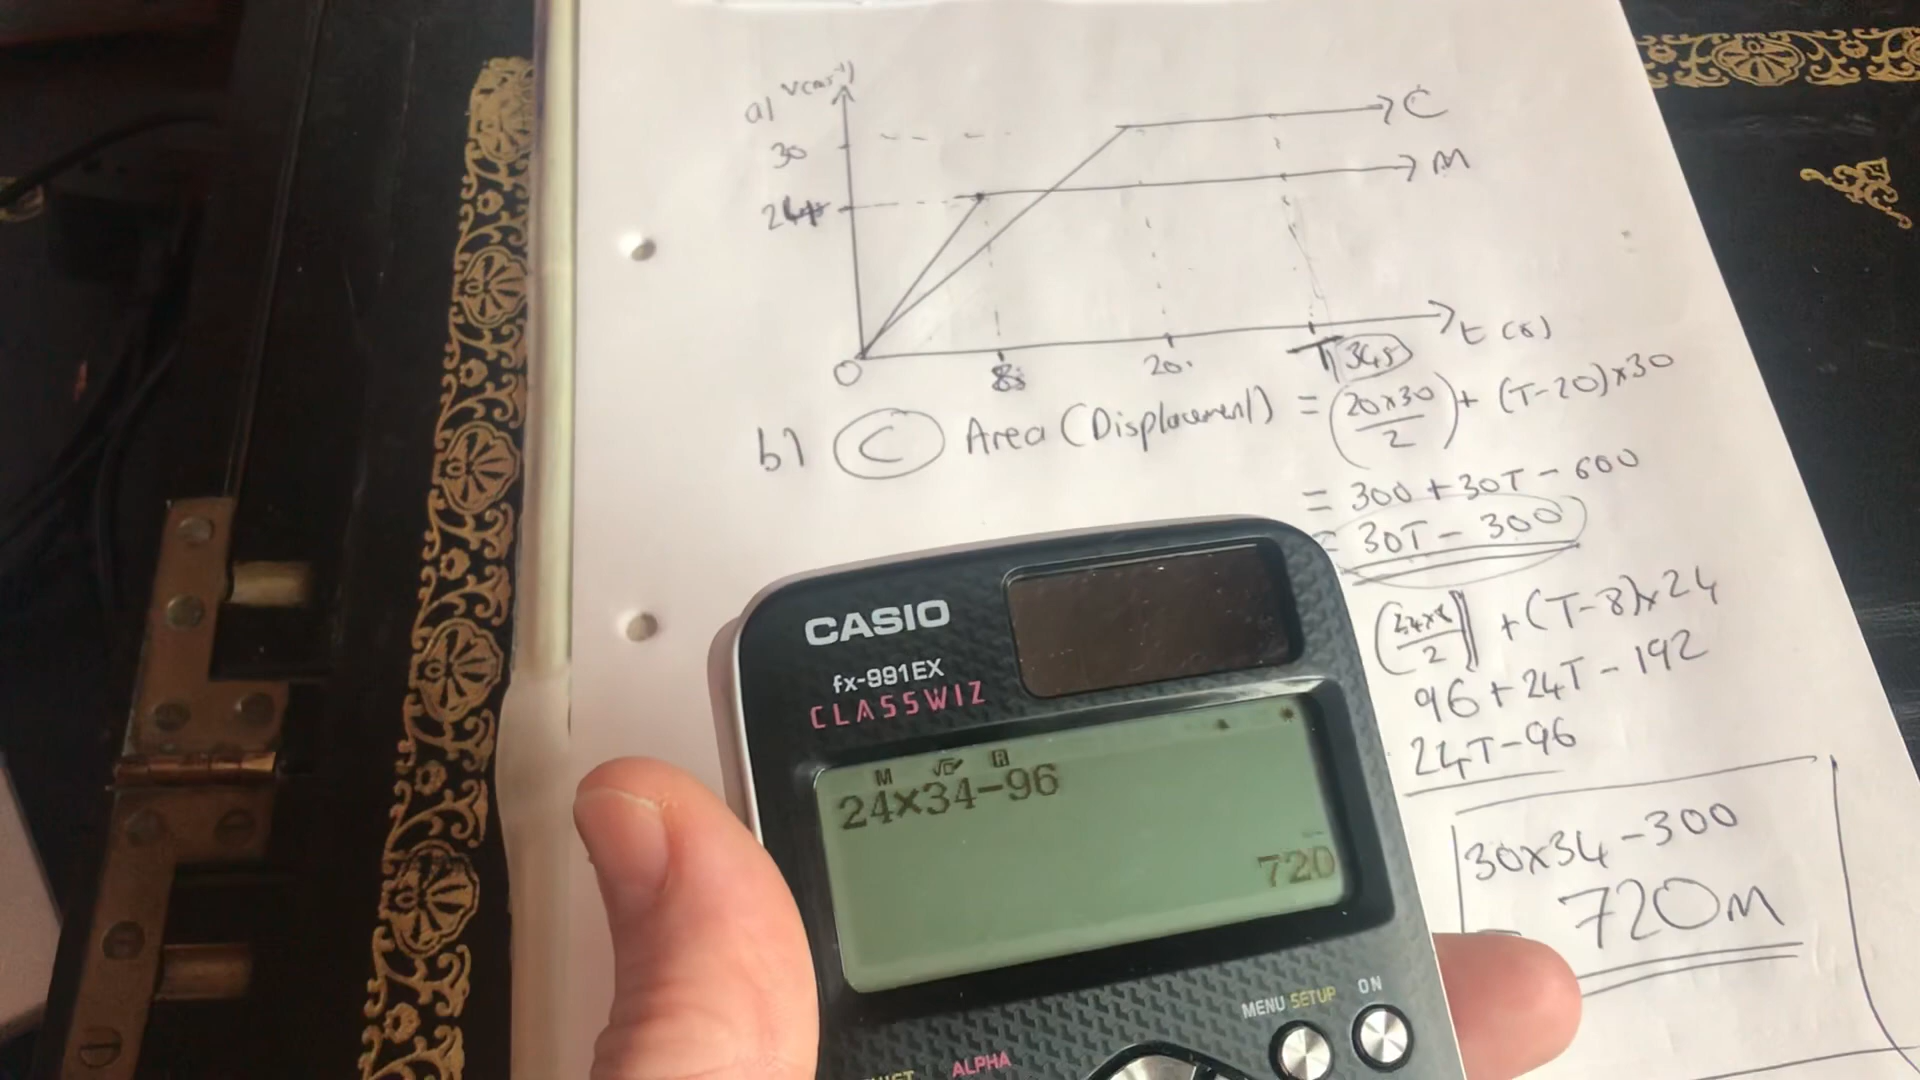 a) V(ms⁻¹)
C
30
M
24
O
8
20
T 34s
t (s)
b) C Area (Displacement) = (20×30/2) + (T-20)×30
= 300 + 30T - 600
= 30T - 300
(24×8/2) + (T-8)×24
96 + 24T - 192
24T - 96
30×34 - 300
= 720m
CASIO
fx-991EX
CLASSWIZ
M √ R
24×34-96
720
MENU SETUP ON
ALPHA